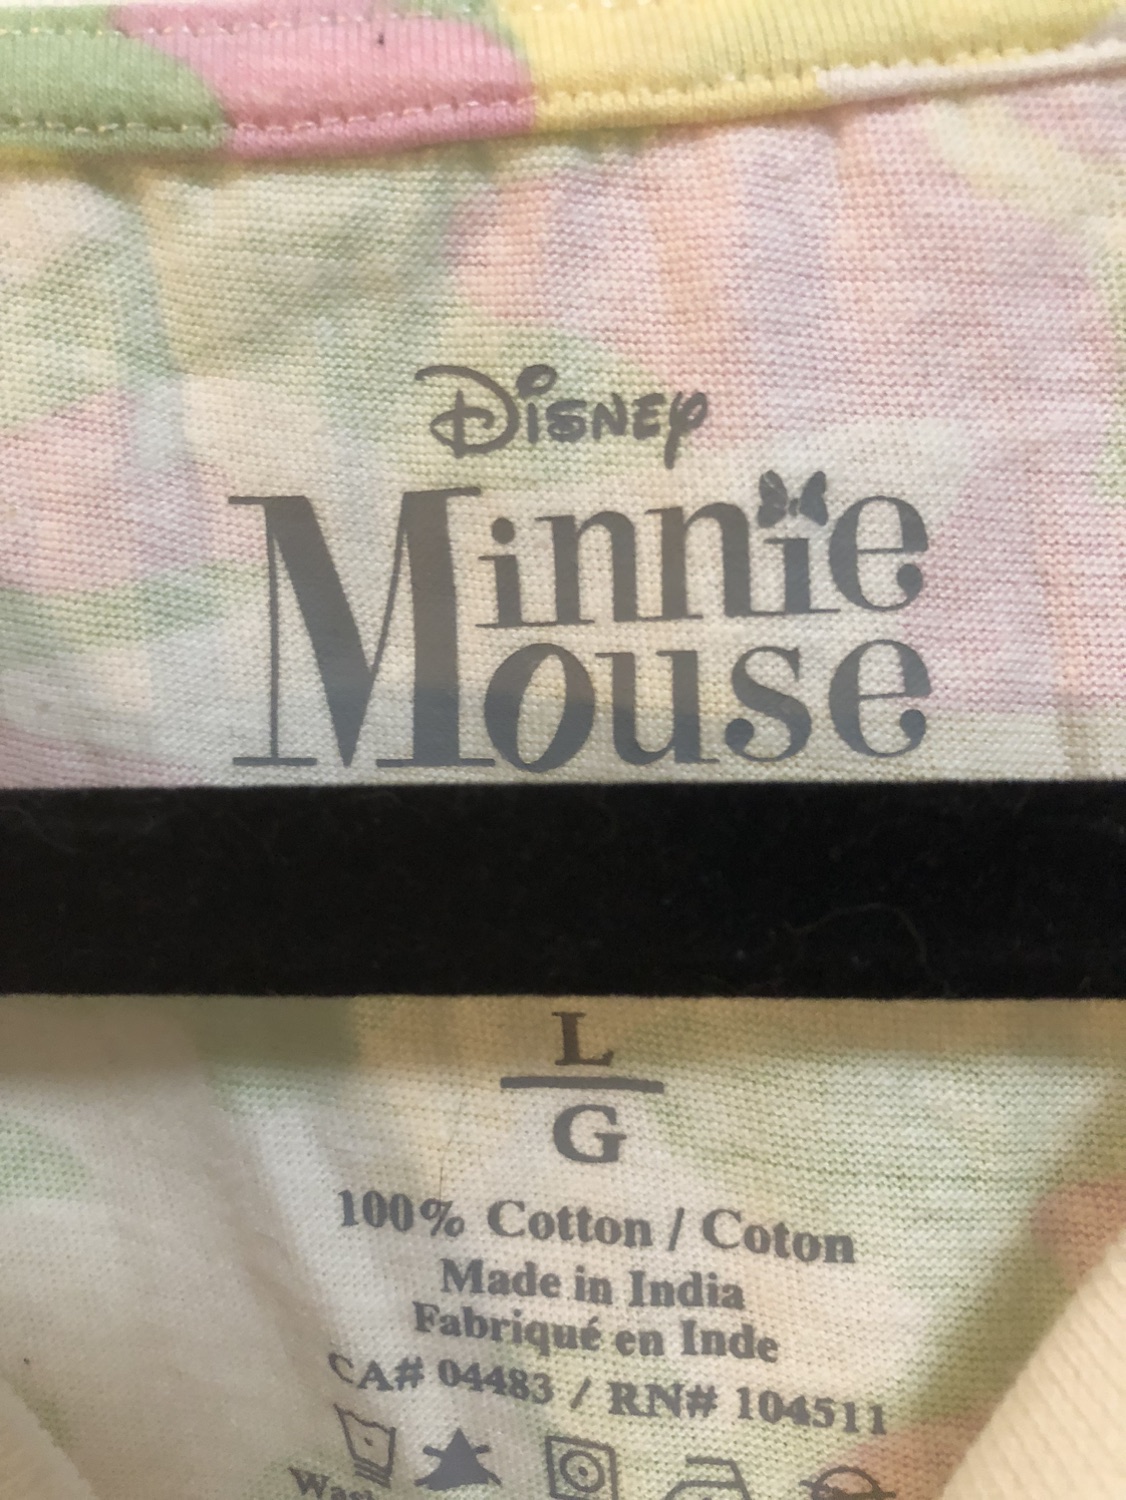 Disney
Minnie
Mouse
L
G
100% Cotton / Coton
Made in India
Fabriqué en Inde
CA# 04483 / RN# 104511